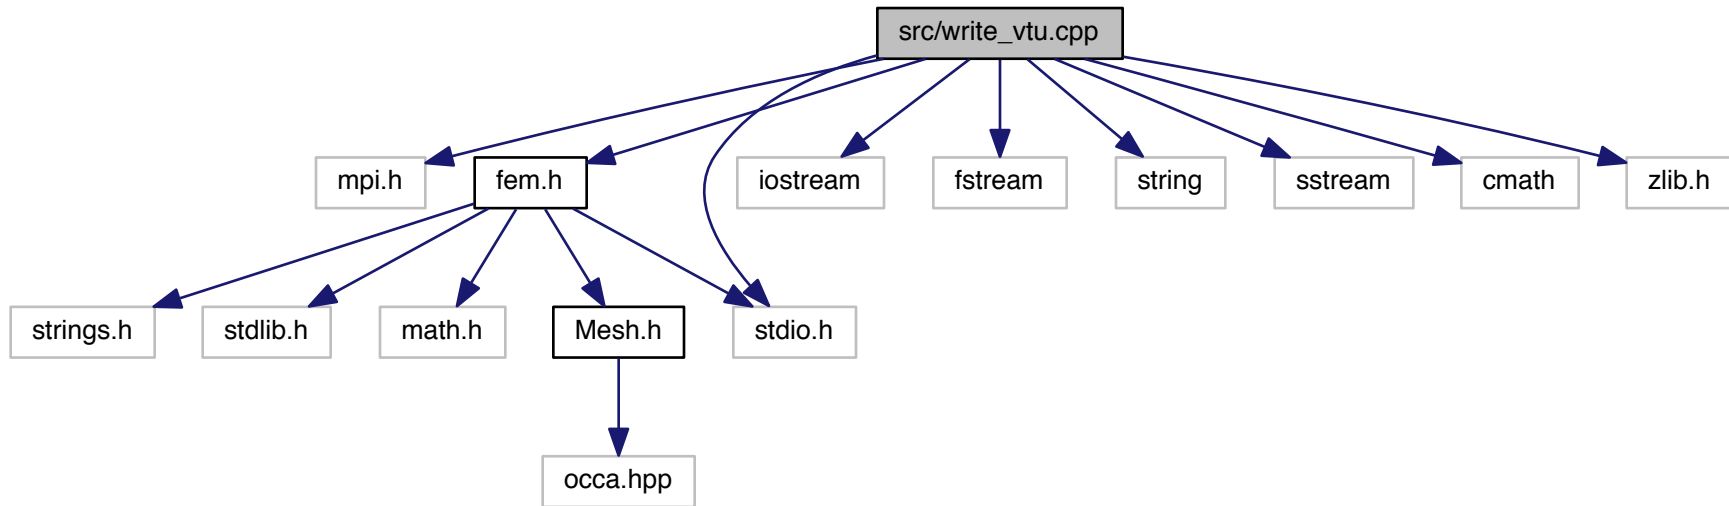 src/write_vtu.cpp
mpi.h
fem.h
iostream
fstream
string
sstream
cmath
zlib.h
strings.h
stdlib.h
math.h
Mesh.h
stdio.h
occa.hpp